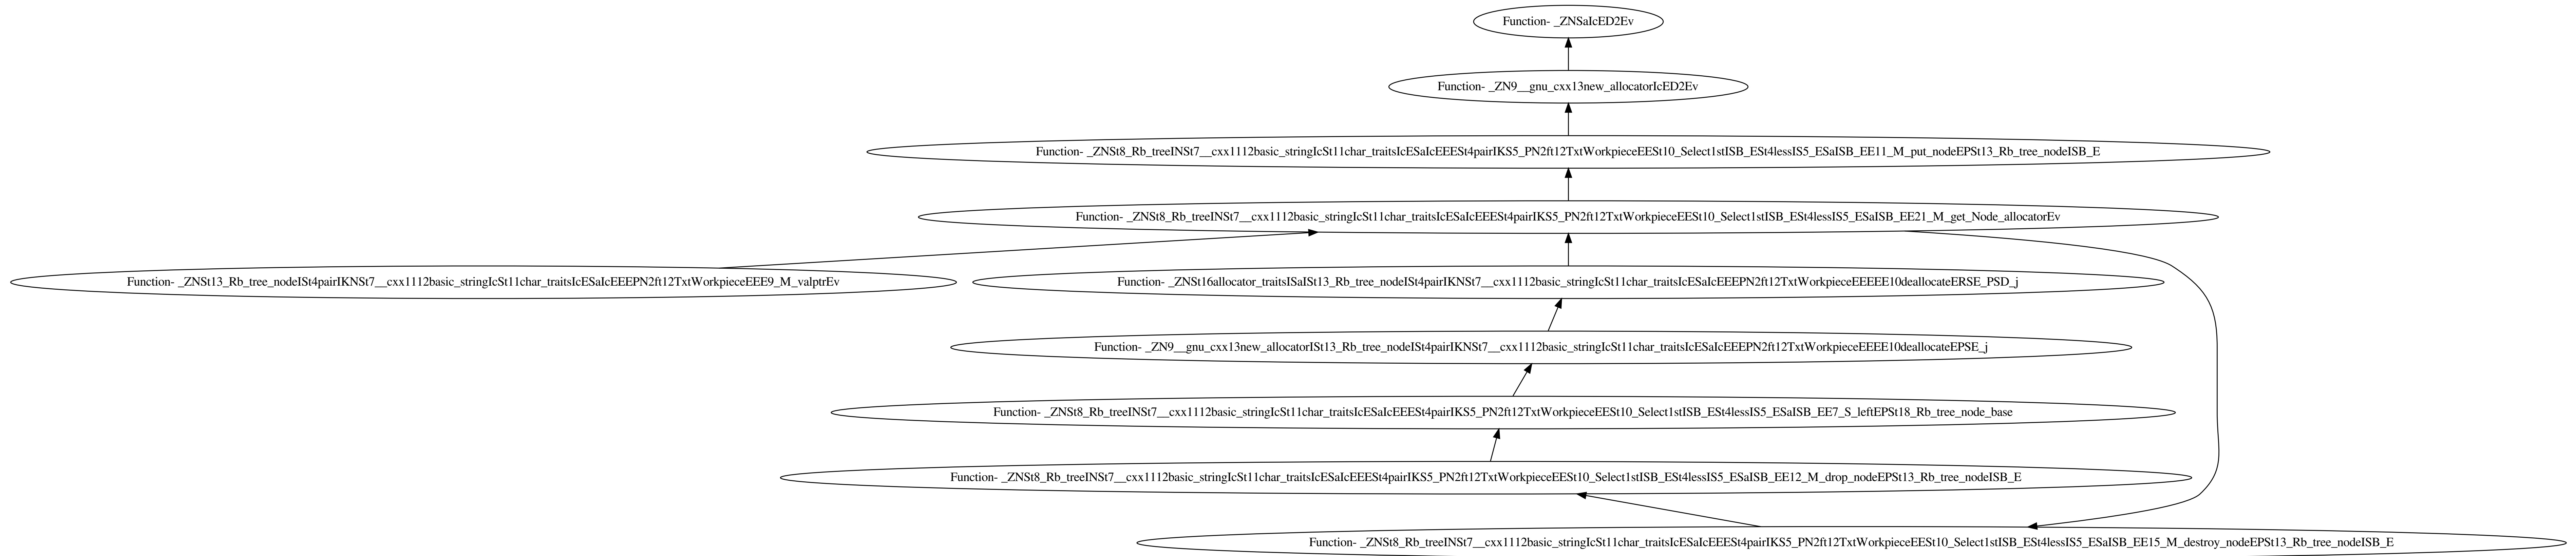 Function- _ZNSaIcED2Ev
Function- _ZN9__gnu_cxx13new_allocatorIcED2Ev
Function- _ZNSt8_Rb_treeINSt7__cxx1112basic_stringIcSt11char_traitsIcESaIcEEESt4pairIKS5_PN2ft12TxtWorkpieceEESt10_Select1stISB_ESt4lessIS5_ESaISB_EE11_M_put_nodeEPSt13_Rb_tree_nodeISB_E
Function- _ZNSt8_Rb_treeINSt7__cxx1112basic_stringIcSt11char_traitsIcESaIcEEESt4pairIKS5_PN2ft12TxtWorkpieceEESt10_Select1stISB_ESt4lessIS5_ESaISB_EE21_M_get_Node_allocatorEv
Function- _ZNSt13_Rb_tree_nodeISt4pairIKNSt7__cxx1112basic_stringIcSt11char_traitsIcESaIcEEEPN2ft12TxtWorkpieceEEE9_M_valptrEv
Function- _ZNSt16allocator_traitsISaISt13_Rb_tree_nodeISt4pairIKNSt7__cxx1112basic_stringIcSt11char_traitsIcESaIcEEEPN2ft12TxtWorkpieceEEEEE10deallocateERSE_PSD_j
Function- _ZN9__gnu_cxx13new_allocatorISt13_Rb_tree_nodeISt4pairIKNSt7__cxx1112basic_stringIcSt11char_traitsIcESaIcEEEPN2ft12TxtWorkpieceEEEE10deallocateEPSE_j
Function- _ZNSt8_Rb_treeINSt7__cxx1112basic_stringIcSt11char_traitsIcESaIcEEESt4pairIKS5_PN2ft12TxtWorkpieceEESt10_Select1stISB_ESt4lessIS5_ESaISB_EE7_S_leftEPSt18_Rb_tree_node_base
Function- _ZNSt8_Rb_treeINSt7__cxx1112basic_stringIcSt11char_traitsIcESaIcEEESt4pairIKS5_PN2ft12TxtWorkpieceEESt10_Select1stISB_ESt4lessIS5_ESaISB_EE12_M_drop_nodeEPSt13_Rb_tree_nodeISB_E
Function- _ZNSt8_Rb_treeINSt7__cxx1112basic_stringIcSt11char_traitsIcESaIcEEESt4pairIKS5_PN2ft12TxtWorkpieceEESt10_Select1stISB_ESt4lessIS5_ESaISB_EE15_M_destroy_nodeEPSt13_Rb_tree_nodeISB_E